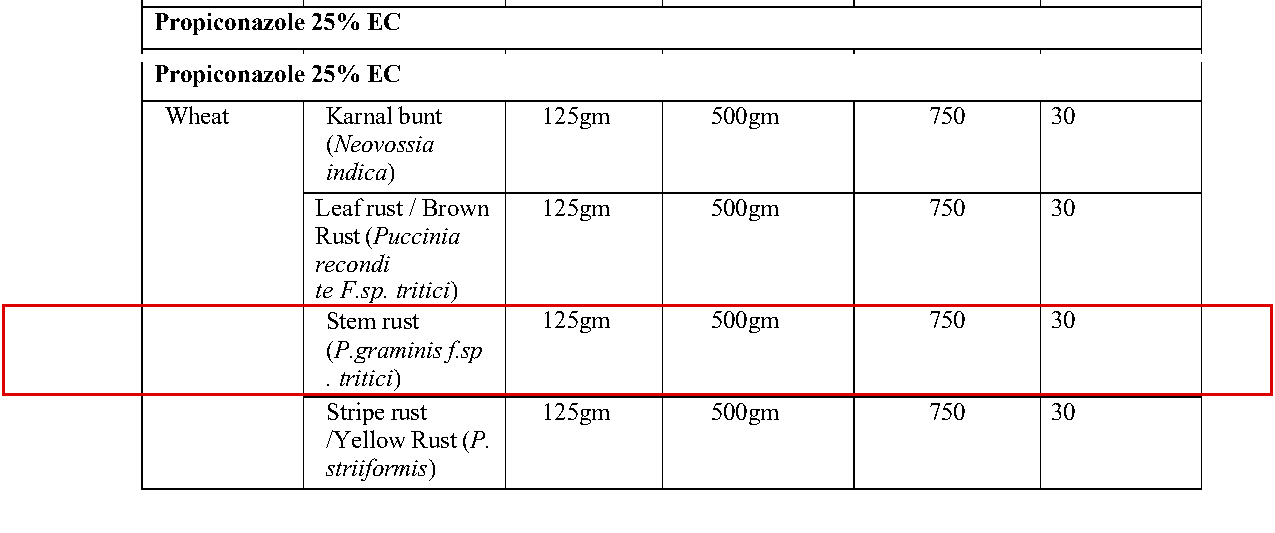 Propiconazole 25% EC
Propiconazole 25% EC
Wheat Karnal bunt 125gm 500gm 750 30
(Neovossia
indica)
Leaf rust / Brown 125gm 500gm 750 30
Rust (Puccinia
recondi
te F.sp. tritici)
Stem rust 125gm 500gm 750 30
(P.graminis f.sp
. tritici)
Stripe rust 125gm 500gm 750 30
/Yellow Rust (P.
striiformis)